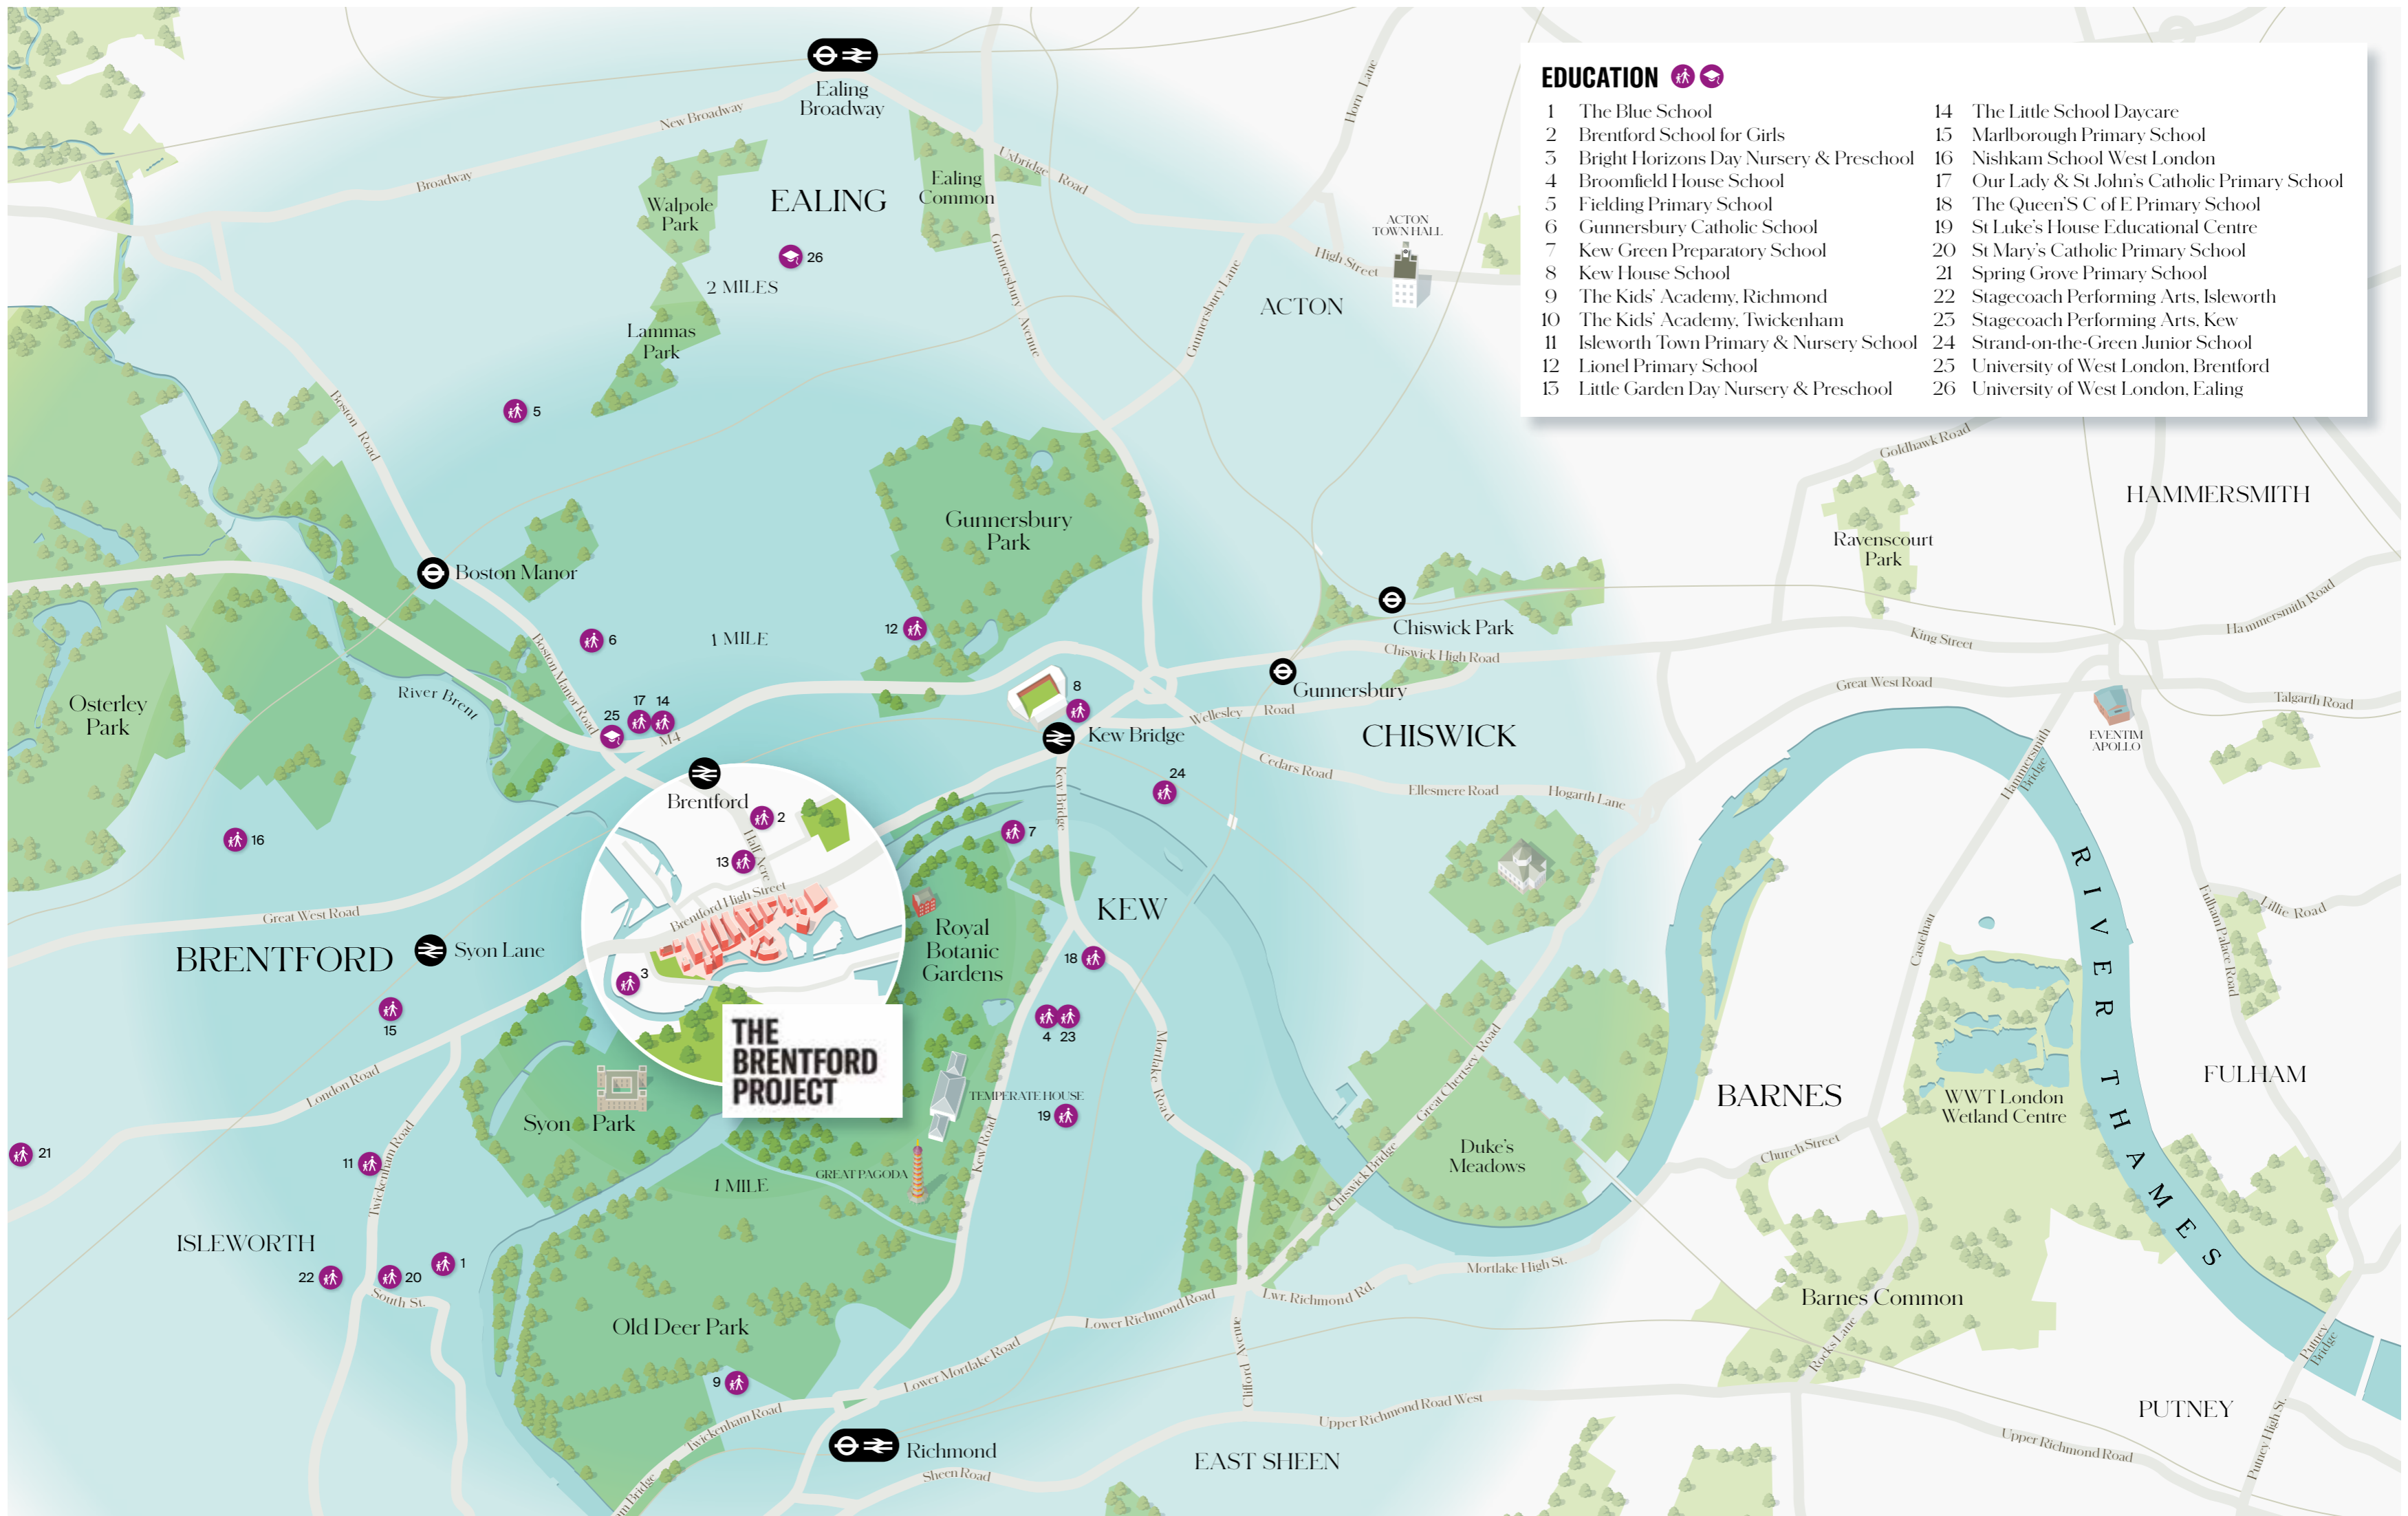 EDUCATION
1 The Blue School
2 Brentford School for Girls
3 Bright Horizons Day Nursery & Preschool
4 Broomfield House School
5 Fielding Primary School
6 Gunnersbury Catholic School
7 Kew Green Preparatory School
8 Kew House School
9 The Kids' Academy, Richmond
10 The Kids' Academy, Twickenham
11 Isleworth Town Primary & Nursery School
12 Lionel Primary School
13 Little Garden Day Nursery & Preschool
14 The Little School Daycare
15 Marlborough Primary School
16 Nishkam School West London
17 Our Lady & St John's Catholic Primary School
18 The Queen'S C of E Primary School
19 St Luke's House Educational Centre
20 St Mary's Catholic Primary School
21 Spring Grove Primary School
22 Stagecoach Performing Arts, Isleworth
23 Stagecoach Performing Arts, Kew
24 Strand-on-the-Green Junior School
25 University of West London, Brentford
26 University of West London, Ealing
Ealing
Broadway
New Broadway
Broadway
Uxbridge Road
Horn Lane
Walpole
Park
EALING
Ealing
Common
26
2 MILES
Lammas
Park
Gunnersbury Avenue
Gunnersbury Lane
High Street
ACTON
TOWN HALL
ACTON
Boston Road
5
Goldhawk Road
HAMMERSMITH
Gunnersbury
Park
Ravenscourt
Park
Boston Manor
Boston Manor Road
6
1 MILE
12
Chiswick Park
Chiswick High Road
King Street
Hammersmith Road
Osterley
Park
River Brent
25
17
14
M4
8
Gunnersbury
Wellesley Road
Great West Road
Talgarth Road
EVENTIM
APOLLO
Kew Bridge
CHISWICK
Hammersmith
Bridge
Kew Bridge
24
Cedars Road
Ellesmere Road
Hogarth Lane
Brentford
2
Half Acre
13
7
16
Brentford High Street
Great West Road
BRENTFORD
Syon Lane
3
Royal
Botanic
Gardens
KEW
18
15
4
23
THE
BRENTFORD
PROJECT
Castelnau
RIVER THAMES
Fulham Palace Road
Lillie Road
FULHAM
London Road
Syon Park
TEMPERATE HOUSE
19
Mortlake Road
Kew Road
Great Chertsey Road
BARNES
WWT London
Wetland Centre
Duke's
Meadows
Church Street
21
11
Twickenham Road
1 MILE
GREAT PAGODA
Chiswick Bridge
ISLEWORTH
22
20
1
South St.
Mortlake High St.
Lwr. Richmond Rd.
Lower Richmond Road
Barnes Common
Rocks Lane
Putney
Bridge
Old Deer Park
9
Lower Mortlake Road
Clifford Avenue
Twickenham Road
Upper Richmond Road West
PUTNEY
Putney High St.
Upper Richmond Road
Richmond
Sheen Road
EAST SHEEN
Bridge